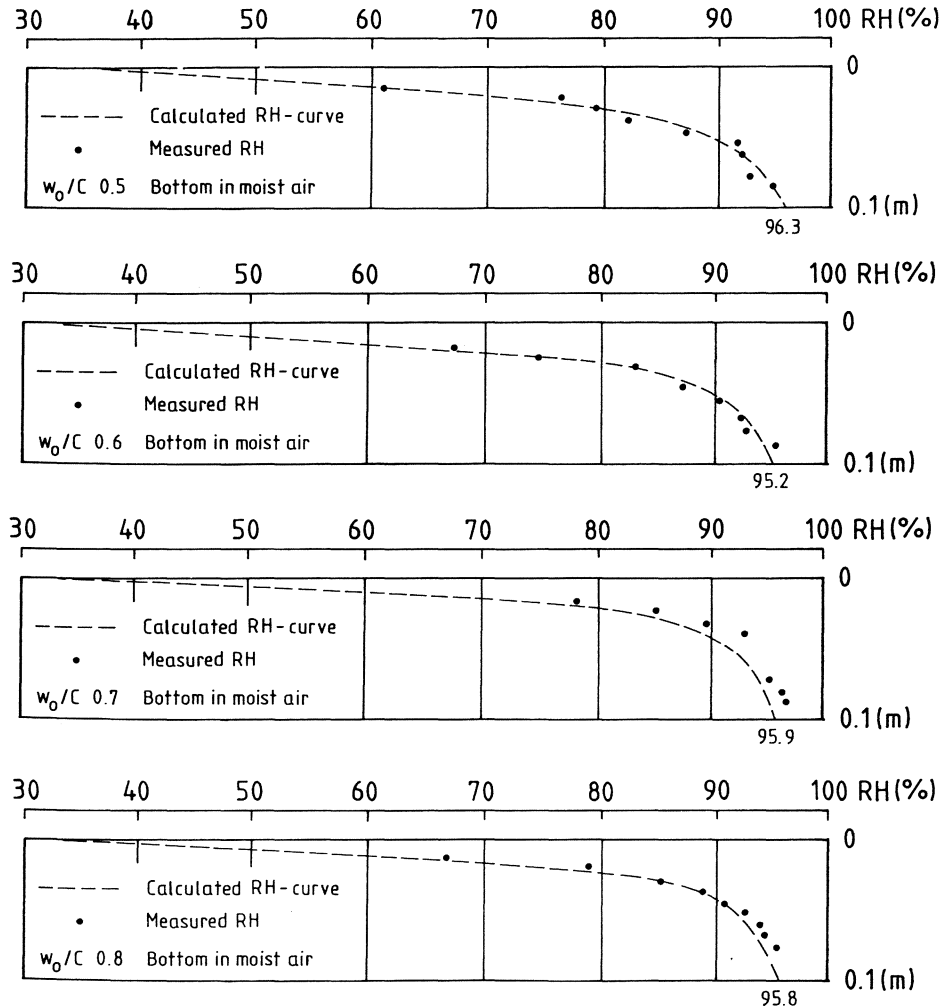 30 40 50 60 70 80 90 100 RH(%)
0
Calculated RH-curve
Measured RH
w₀/C 0.5 Bottom in moist air
0.1(m)
96.3
30 40 50 60 70 80 90 100 RH(%)
0
Calculated RH-curve
Measured RH
w₀/C 0.6 Bottom in moist air
0.1(m)
95.2
30 40 50 60 70 80 90 100 RH(%)
0
Calculated RH-curve
Measured RH
w₀/C 0.7 Bottom in moist air
0.1(m)
95.9
30 40 50 60 70 80 90 100 RH(%)
0
Calculated RH-curve
Measured RH
w₀/C 0.8 Bottom in moist air
0.1(m)
95.8